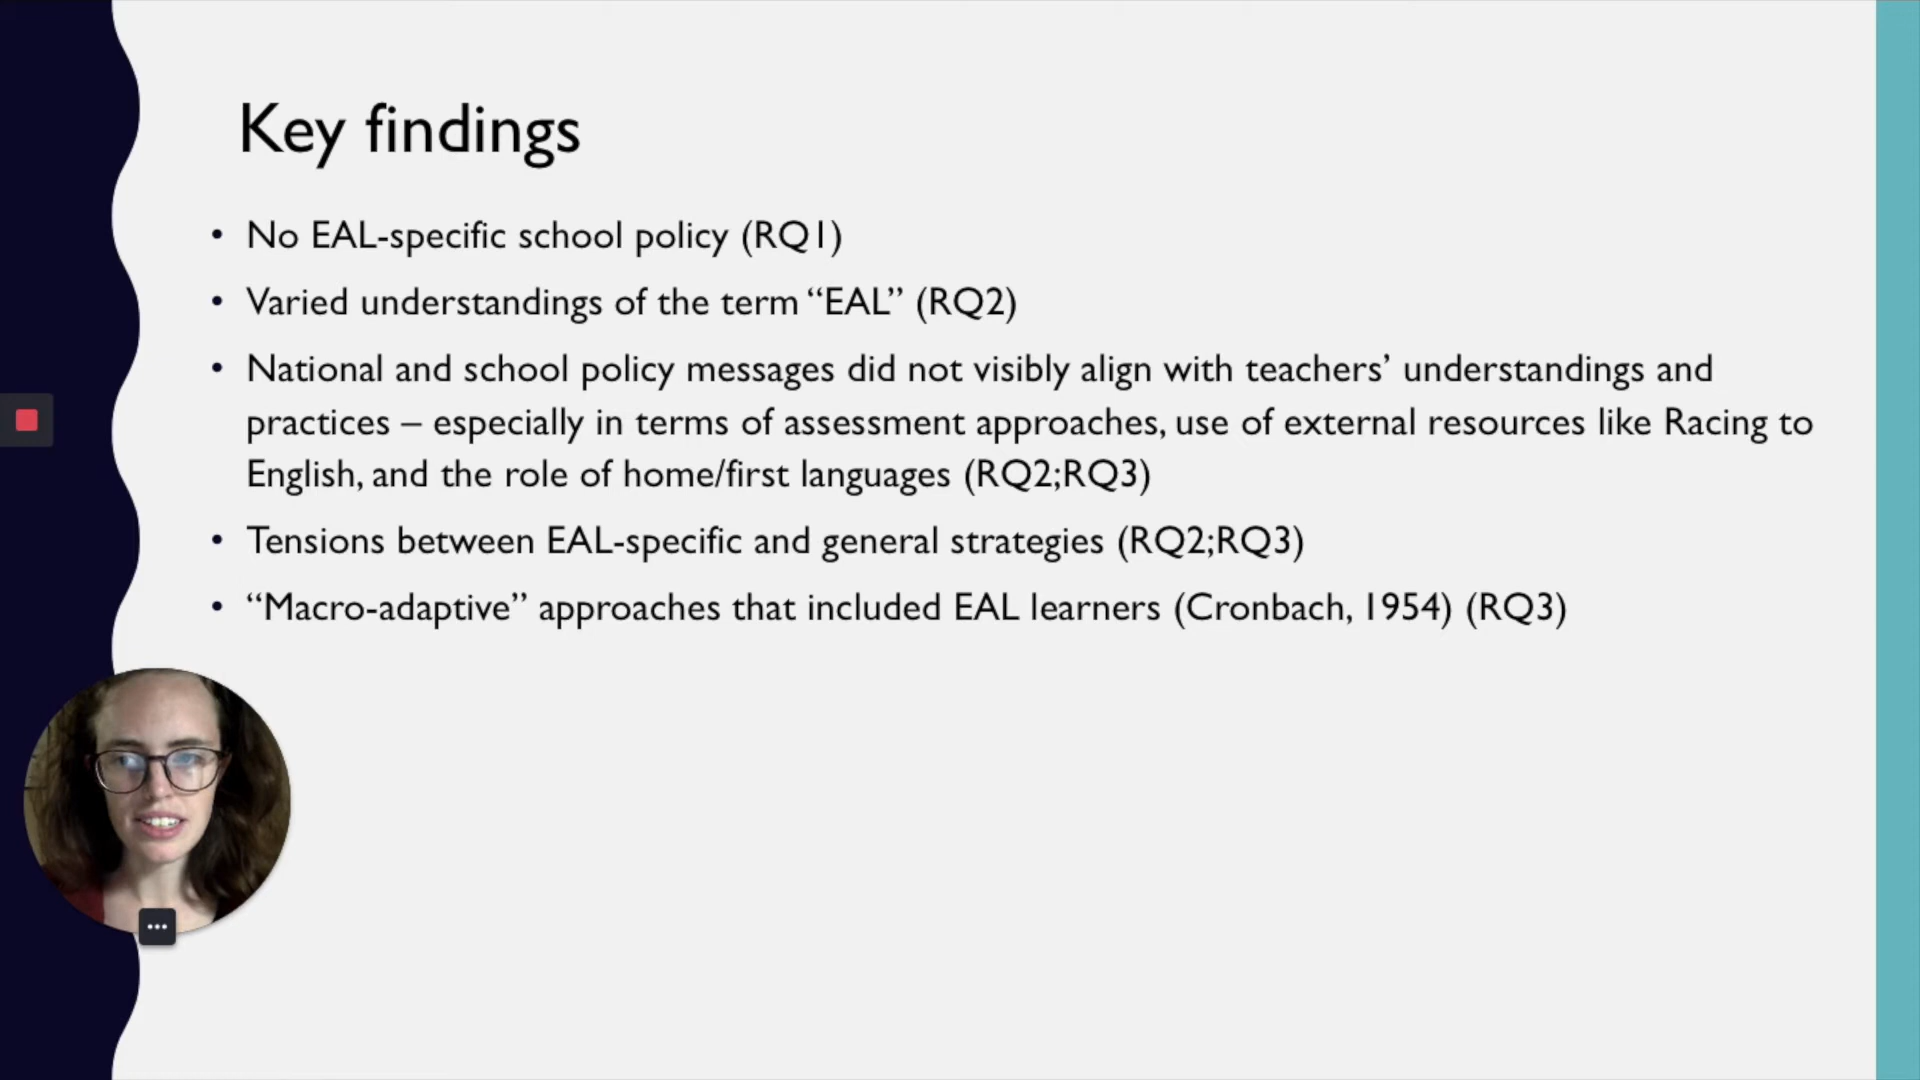 Key findings
• No EAL-specific school policy (RQ1)
• Varied understandings of the term “EAL” (RQ2)
• National and school policy messages did not visibly align with teachers’ understandings and
practices – especially in terms of assessment approaches, use of external resources like Racing to
English, and the role of home/first languages (RQ2;RQ3)
• Tensions between EAL-specific and general strategies (RQ2;RQ3)
• “Macro-adaptive” approaches that included EAL learners (Cronbach, 1954) (RQ3)